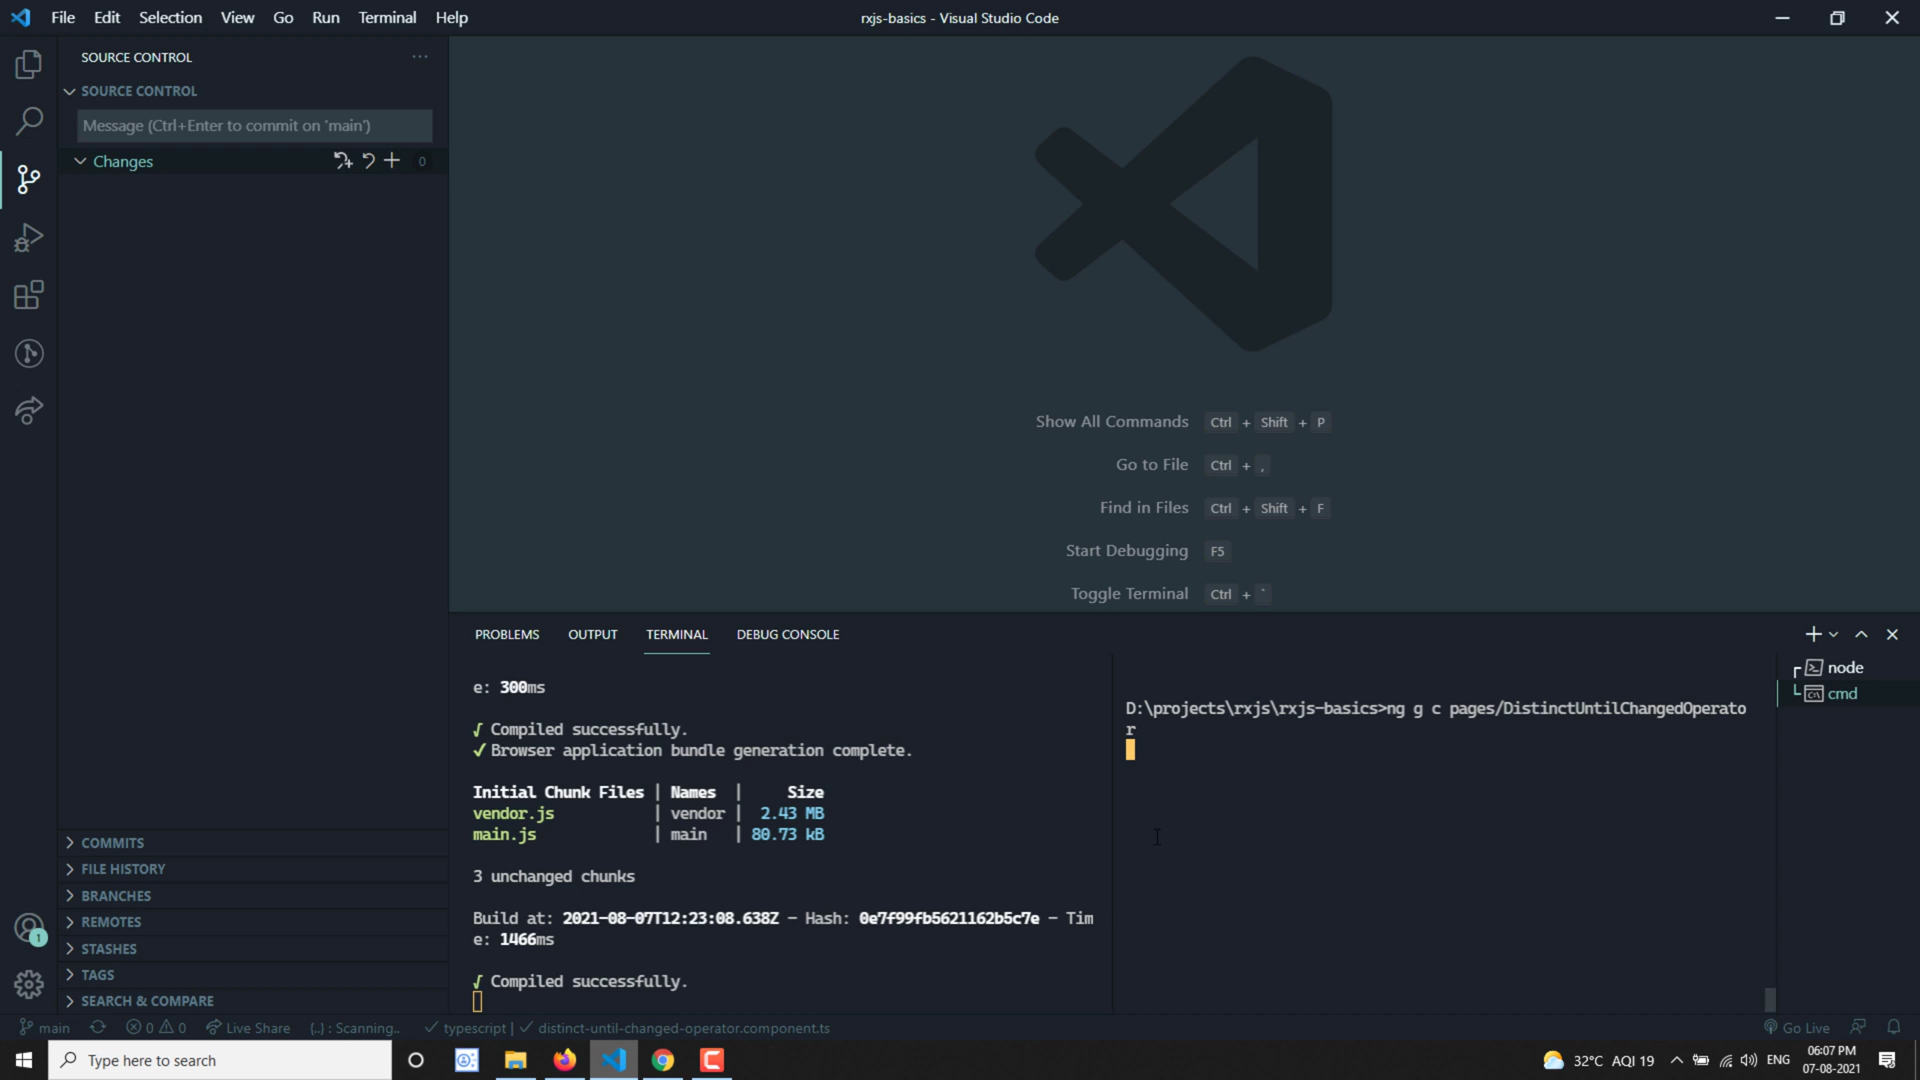 File Edit Selection View Go Run Terminal Help
rxjs-basics - Visual Studio Code
SOURCE CONTROL
SOURCE CONTROL
Message (Ctrl+Enter to commit on 'main')
Changes
0
Show All Commands Ctrl + Shift + P
Go to File Ctrl + ,
Find in Files Ctrl + Shift + F
Start Debugging F5
Toggle Terminal Ctrl + `
PROBLEMS OUTPUT TERMINAL DEBUG CONSOLE
e: 300ms
√ Compiled successfully.
✔ Browser application bundle generation complete.
Initial Chunk Files | Names | Size
vendor.js | vendor | 2.43 MB
main.js | main | 80.73 kB
3 unchanged chunks
Build at: 2021-08-07T12:23:08.638Z - Hash: 0e7f99fb5621162b5c7e - Tim
e: 1466ms
√ Compiled successfully.
D:\projects\rxjs\rxjs-basics>ng g c pages/DistinctUntilChangedOperato
r
node
cmd
COMMITS
FILE HISTORY
BRANCHES
REMOTES
STASHES
TAGS
SEARCH & COMPARE
1
main 0 0 Live Share {..} : Scanning.. ✓ typescript | ✓ distinct-until-changed-operator.component.ts
Go Live
Type here to search
32°C AQI 19
ENG
06:07 PM
07-08-2021